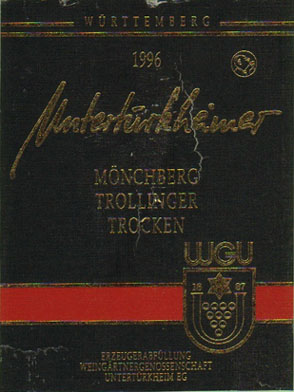 WÜRTTEMBERG
1996
Untertürkheimer
MÖNCHBERG
TROLLINGER
TROCKEN
WGU
18 87
ERZEUGERABFÜLLUNG
WEINGÄRTNERGENOSSENSCHAFT
UNTERTÜRKHEIM EG